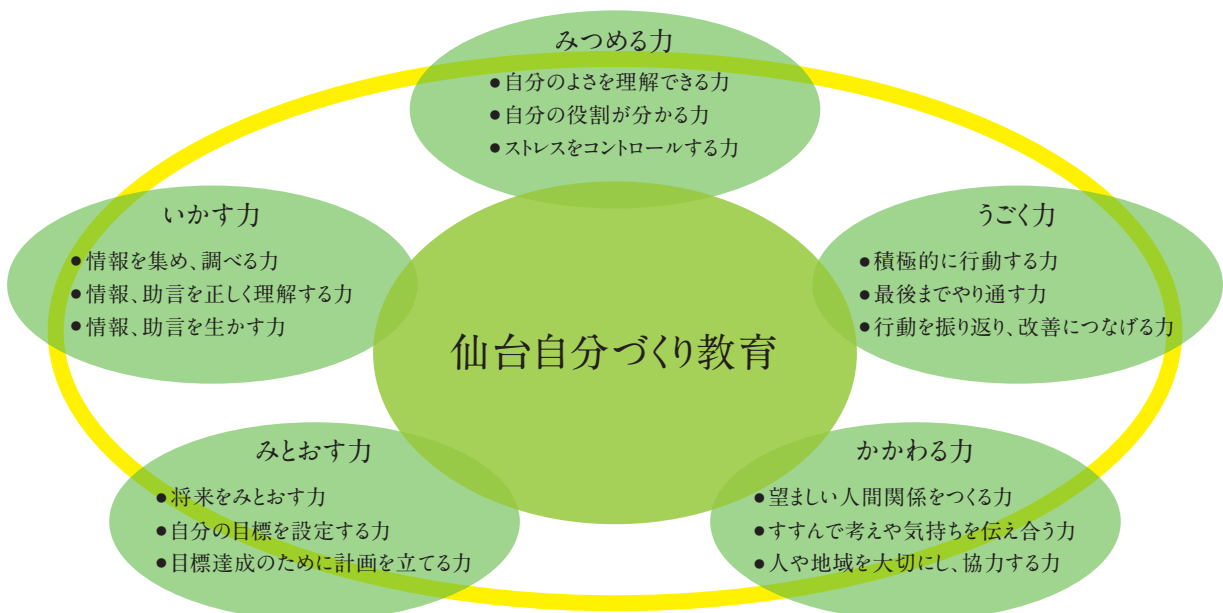 みつめる力
●自分のよさを理解できる力
●自分の役割が分かる力
●ストレスをコントロールする力
いかす力
●情報を集め、調べる力
●情報、助言を正しく理解する力
●情報、助言を生かす力
うごく力
●積極的に行動する力
●最後までやり通す力
●行動を振り返り、改善につなげる力
仙台自分づくり教育
みとおす力
●将来をみとおす力
●自分の目標を設定する力
●目標達成のために計画を立てる力
かかわる力
●望ましい人間関係をつくる力
●すすんで考えや気持ちを伝え合う力
●人や地域を大切にし、協力する力